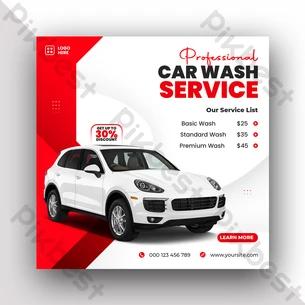 LOGO
HERE
Professional
CAR WASH
SERVICE
Our Service List
Basic Wash $25
Standard Wash $35
Premium Wash $45
GET UP TO
30%
DISCOUNT
LEARN MORE
000 123 456 789
www.yoursite.com
Pikbest